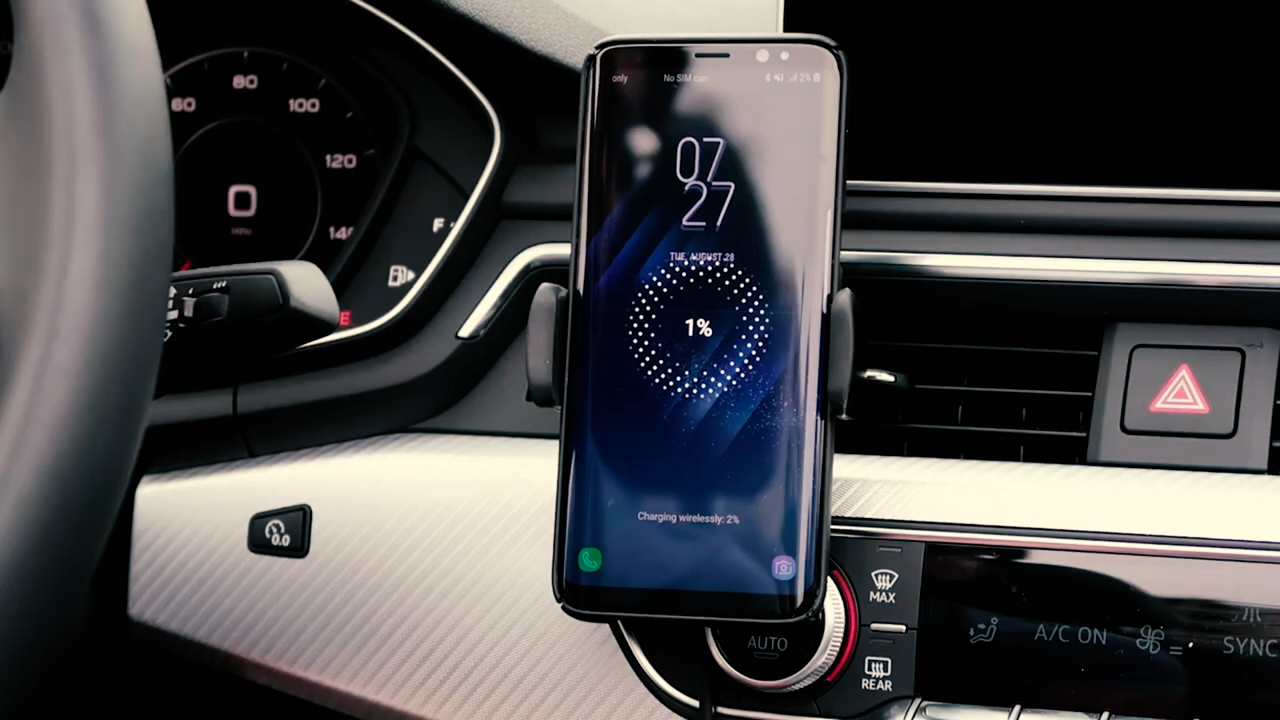 80
60
100
120
0
F
E
0.0
only
No SIM card
2%
07
27
TUE, AUGUST 28
1%
Charging wirelessly: 2%
MAX
AUTO
REAR
A/C ON
SYNC